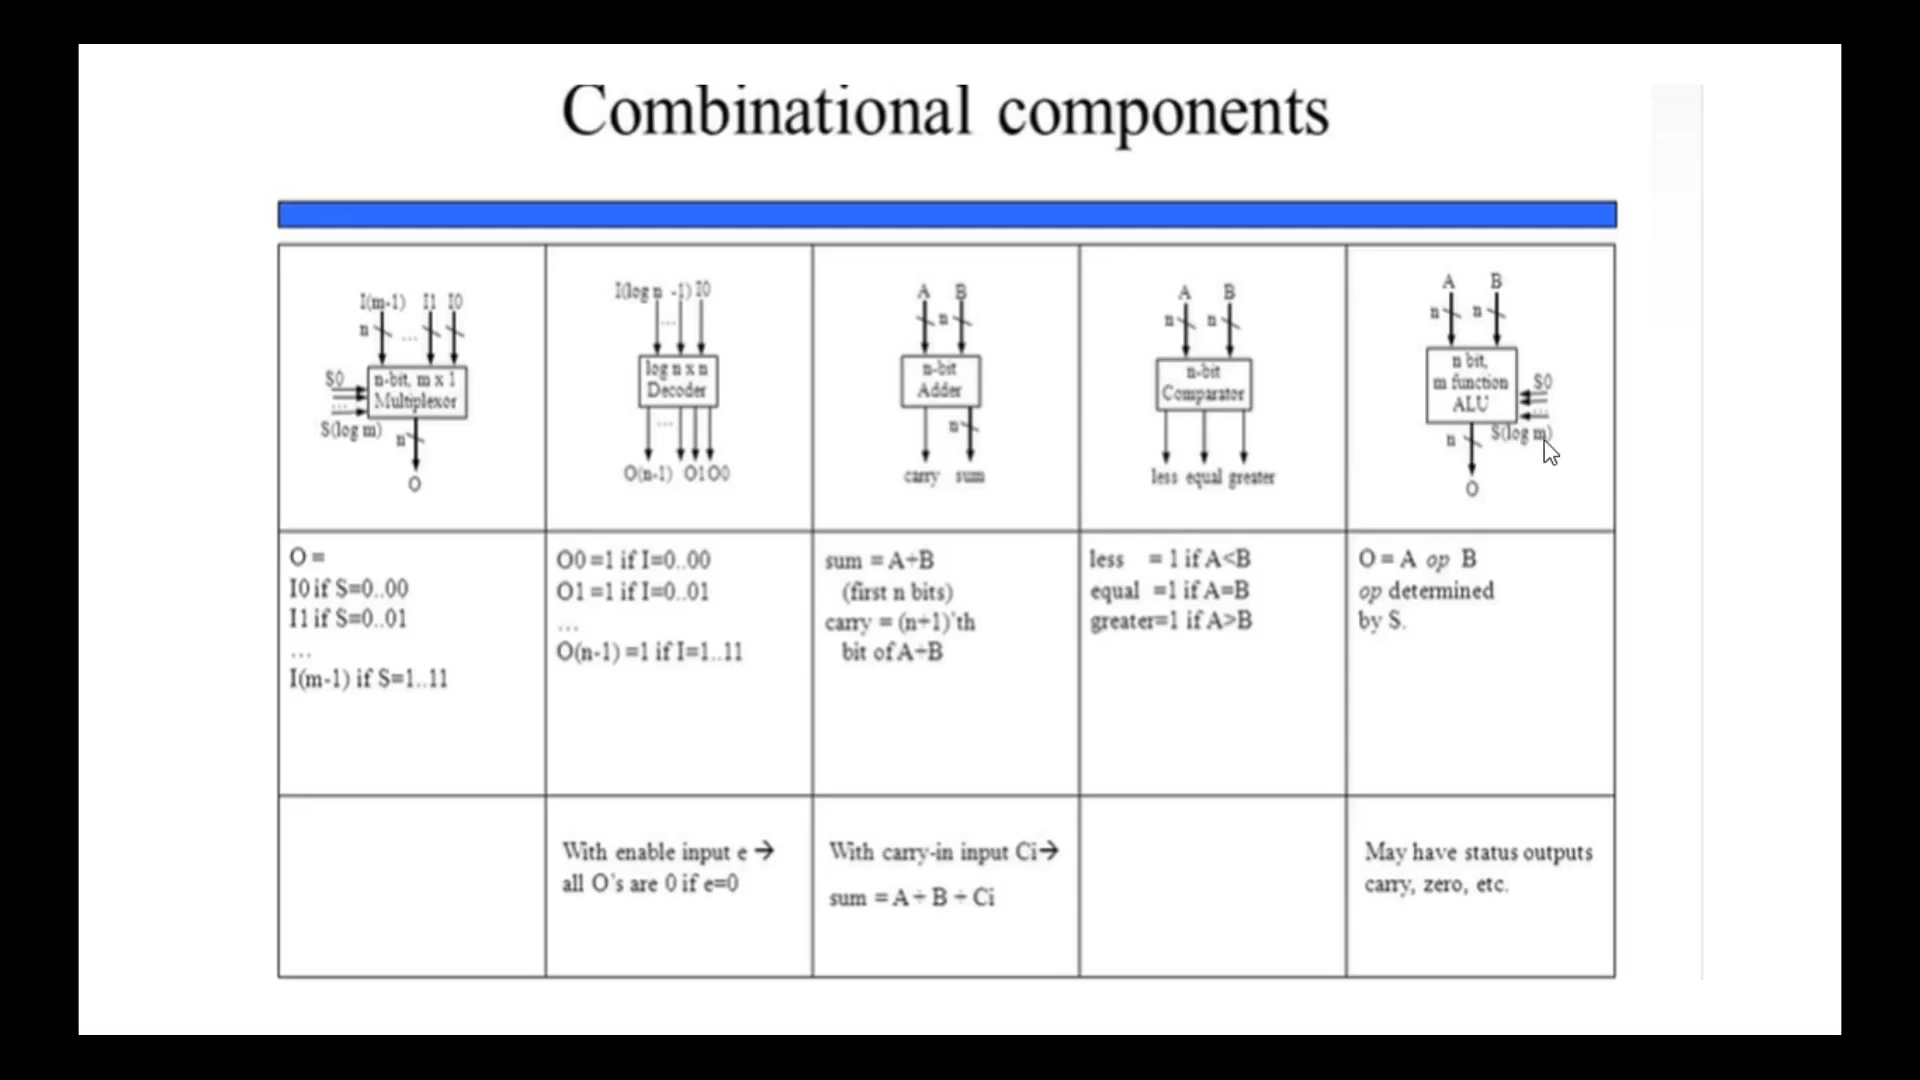 Combinational components
I(m-1) I1 I0
n ...
S0
...
S(log m)
n-bit, m x 1
Multiplexor
n
O
I(log n -1) I0
...
log n x n
Decoder
...
O(n-1) O1 O0
A B
n
n-bit
Adder
n
carry sum
A B
n n
n-bit
Comparator
less equal greater
A B
n n
n bit,
m function
ALU
S0
...
S(log m)
n
O
O =
I0 if S=0..00
I1 if S=0..01
...
I(m-1) if S=1..11
O0 =1 if I=0..00
O1 =1 if I=0..01
...
O(n-1) =1 if I=1..11
sum = A+B
(first n bits)
carry = (n+1)'th
bit of A+B
less = 1 if A<B
equal =1 if A=B
greater=1 if A>B
O = A op B
op determined
by S.
With enable input e →
all O's are 0 if e=0
With carry-in input Ci→
sum = A + B + Ci
May have status outputs
carry, zero, etc.